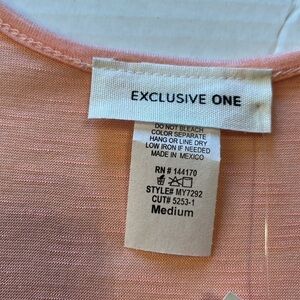 EXCLUSIVE ONE
DO NOT BLEACH
COLOR SEPARATE
HANG OR LINE DRY
LOW IRON IF NEEDED
MADE IN MEXICO
RN# 144170
STYLE# MY7292
CUT# 5253-1
Medium